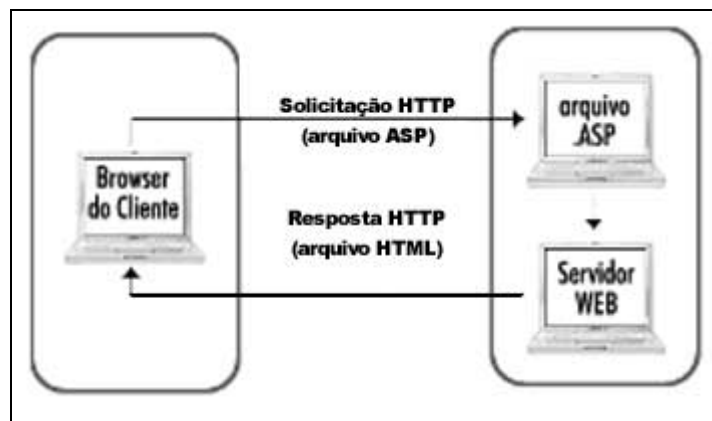 Solicitação HTTP
(arquivo ASP)
arquivo
.ASP
Browser
do Cliente
Resposta HTTP
(arquivo HTML)
Servidor
WEB